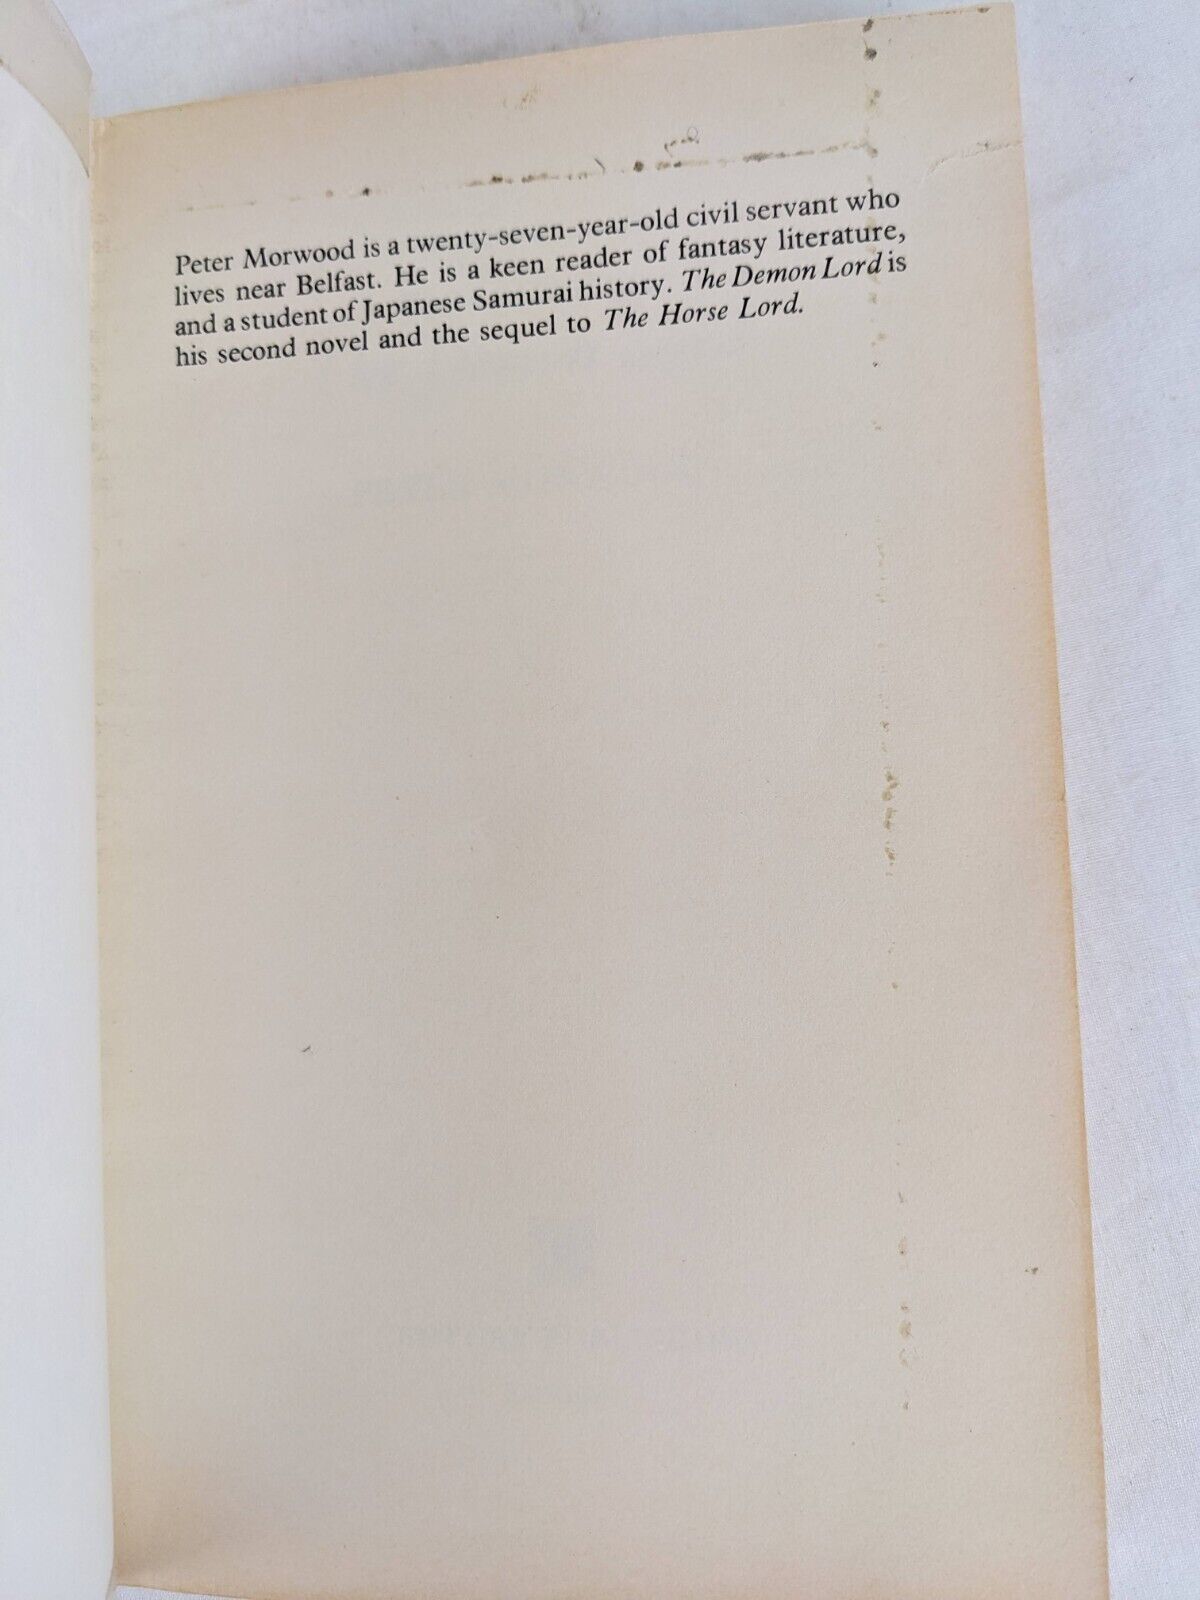 Peter Morwood is a twenty-seven-year-old civil servant who
lives near Belfast. He is a keen reader of fantasy literature,
and a student of Japanese Samurai history. The Demon Lord is
his second novel and the sequel to The Horse Lord.